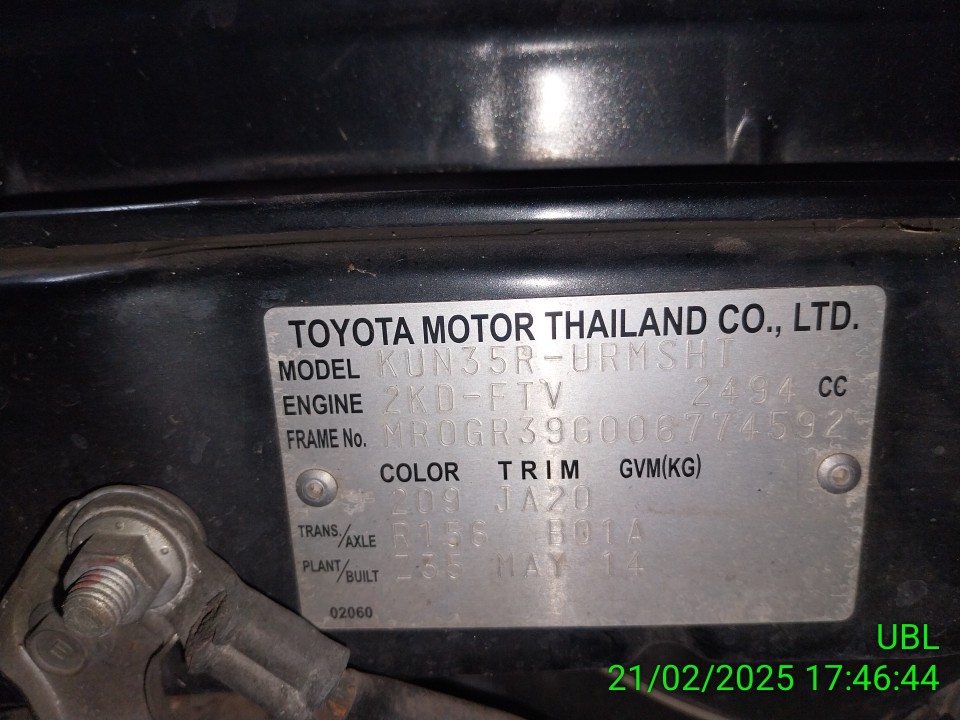 TOYOTA MOTOR THAILAND CO., LTD.
MODEL KUN35R-URMSHT
ENGINE 2KD-FTV 2494 CC
FRAME No. MR0GR39G006774592
COLOR TRIM GVM(KG)
209 JA20
TRANS./AXLE R156 B01A
PLANT/BUILT MAY 14
02060
UBL
21/02/2025 17:46:44